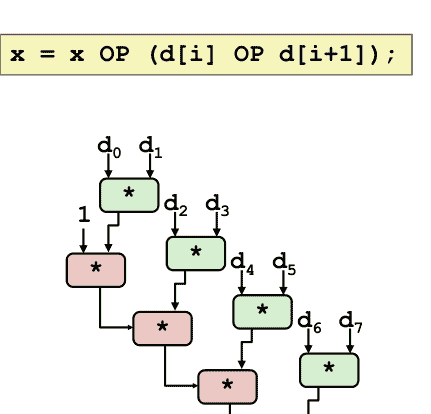 x = x OP (d[i] OP d[i+1]);
d₀ d₁
*
d₂ d₃
1
*
*
d₄ d₅
*
*
d₆ d₇
*
*